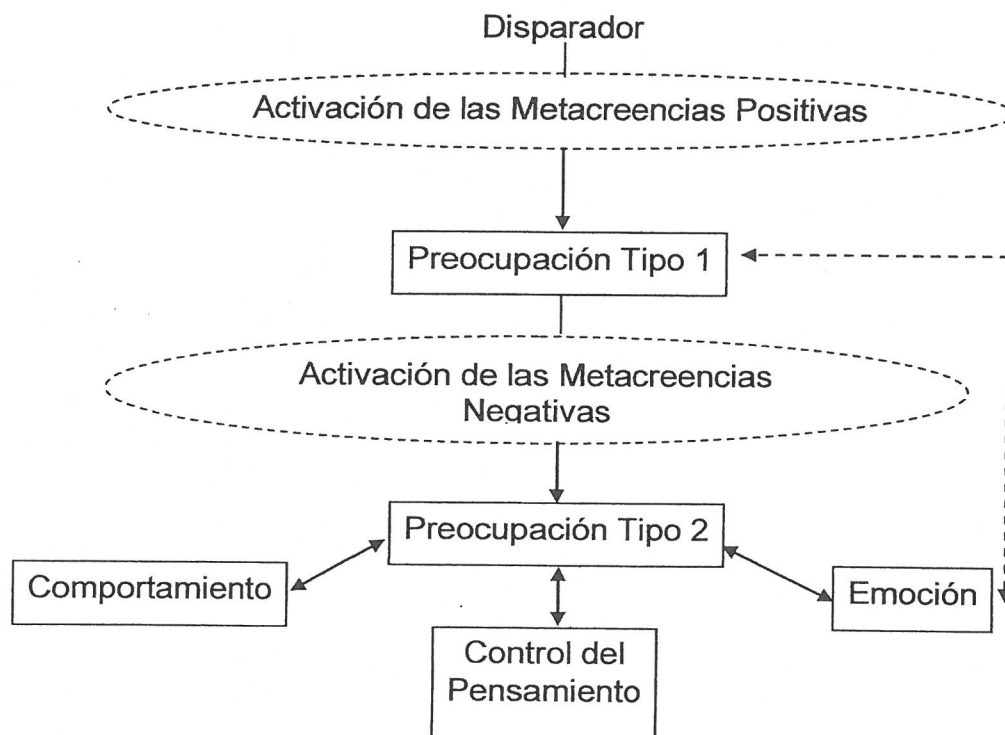 Disparador
Activación de las Metacreencias Positivas
Preocupación Tipo 1
Activación de las Metacreencias
Negativas
Preocupación Tipo 2
Comportamiento
Emoción
Control del
Pensamiento